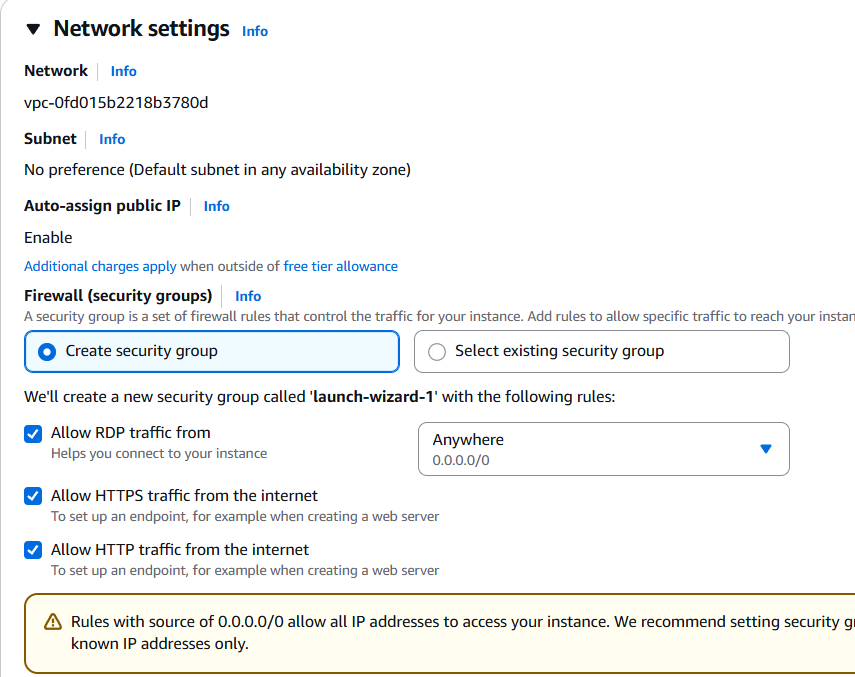 Network settings Info
Network Info
vpc-0fd015b2218b3780d
Subnet Info
No preference (Default subnet in any availability zone)
Auto-assign public IP Info
Enable
Additional charges apply when outside of free tier allowance
Firewall (security groups) Info
A security group is a set of firewall rules that control the traffic for your instance. Add rules to allow specific traffic to reach your
Create security group
Select existing security group
We'll create a new security group called 'launch-wizard-1' with the following rules:
Allow RDP traffic from
Helps you connect to your instance
Anywhere
0.0.0.0/0
Allow HTTPS traffic from the internet
To set up an endpoint, for example when creating a web server
Allow HTTP traffic from the internet
To set up an endpoint, for example when creating a web server
Rules with source of 0.0.0.0/0 allow all IP addresses to access your instance. We recommend setting security
known IP addresses only.